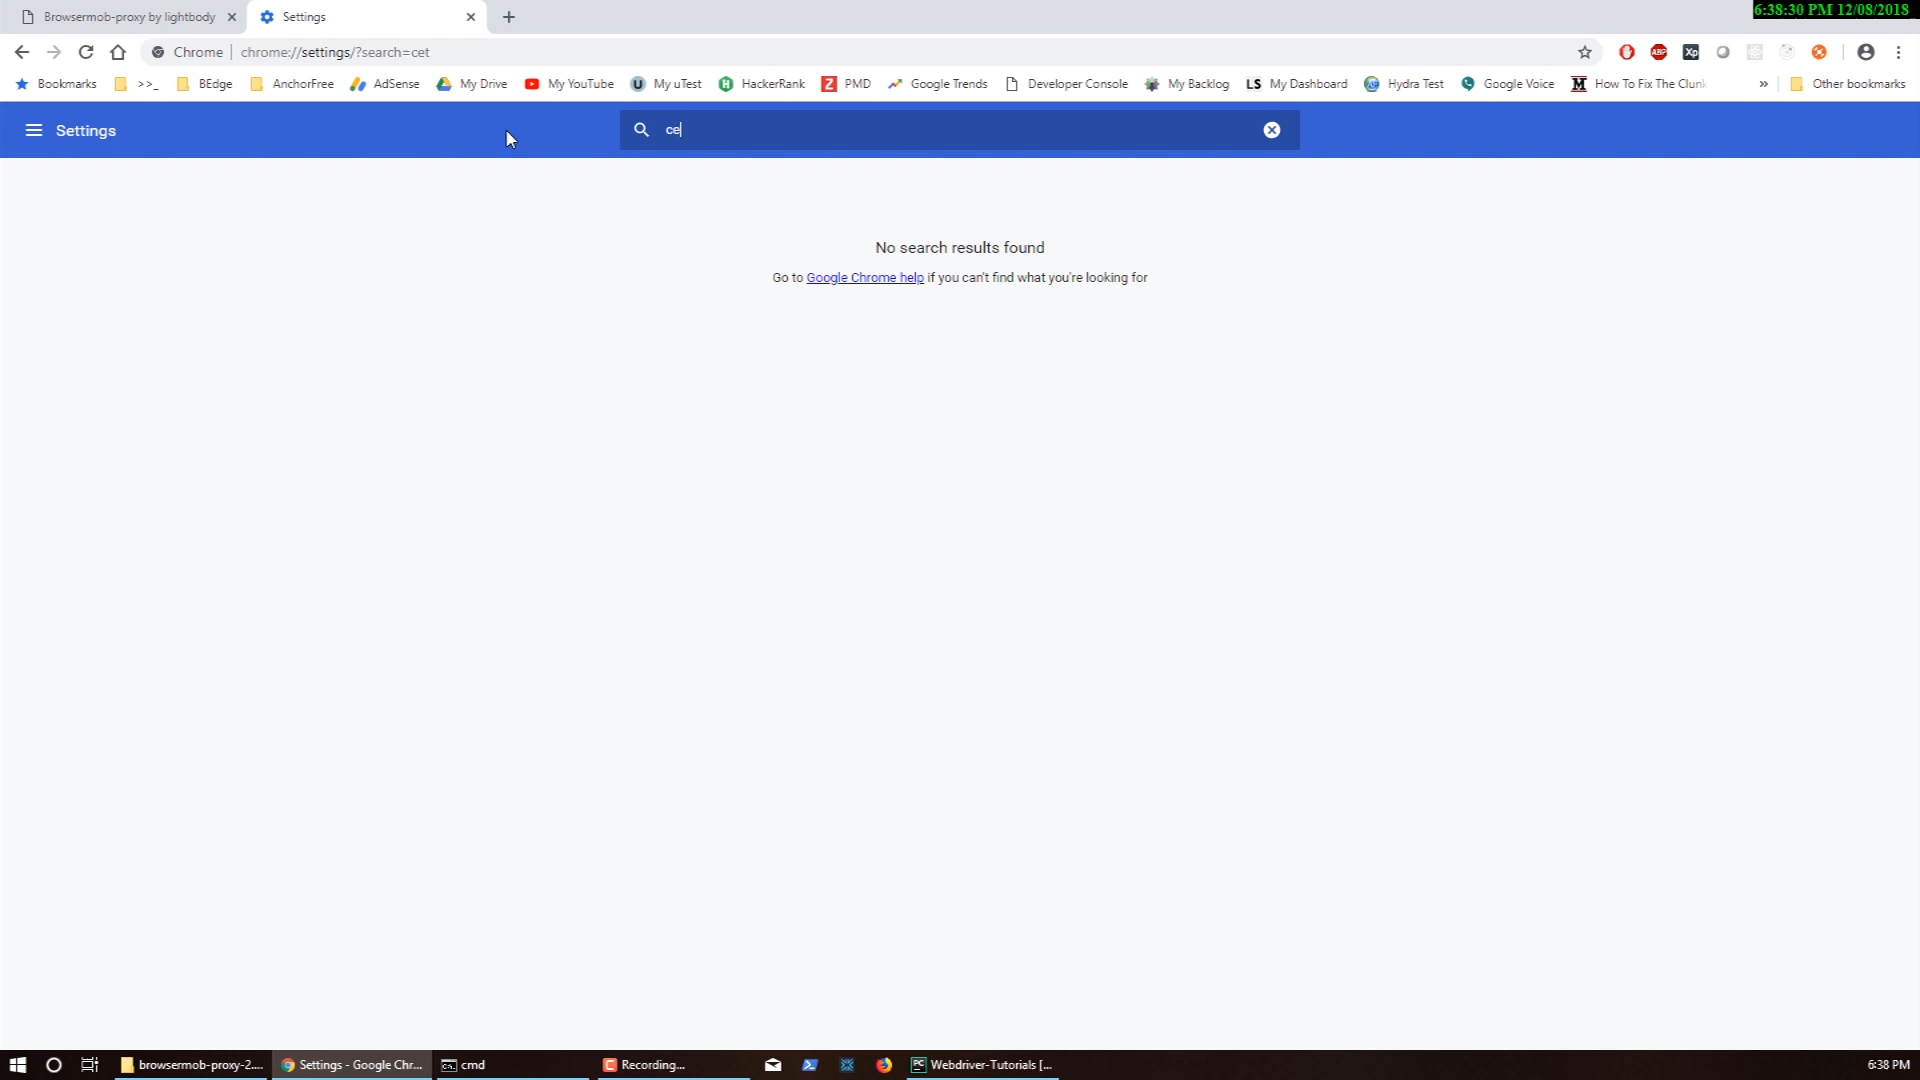 Browsermob-proxy by lightbody
Settings
6:38:30 PM 12/08/2018
Chrome | chrome://settings/?search=cet
ABP
Xp
Bookmarks
>>_
BEdge
AnchorFree
AdSense
My Drive
My YouTube
U My uTest
H HackerRank
Z PMD
Google Trends
Developer Console
My Backlog
LS My Dashboard
Hydra Test
Google Voice
M How To Fix The Clunk
»
Other bookmarks
Settings
ce
No search results found
Go to Google Chrome help if you can't find what you're looking for
browsermob-proxy-2....
Settings - Google Chr...
cmd
C Recording...
PC Webdriver-Tutorials [...
6:38 PM